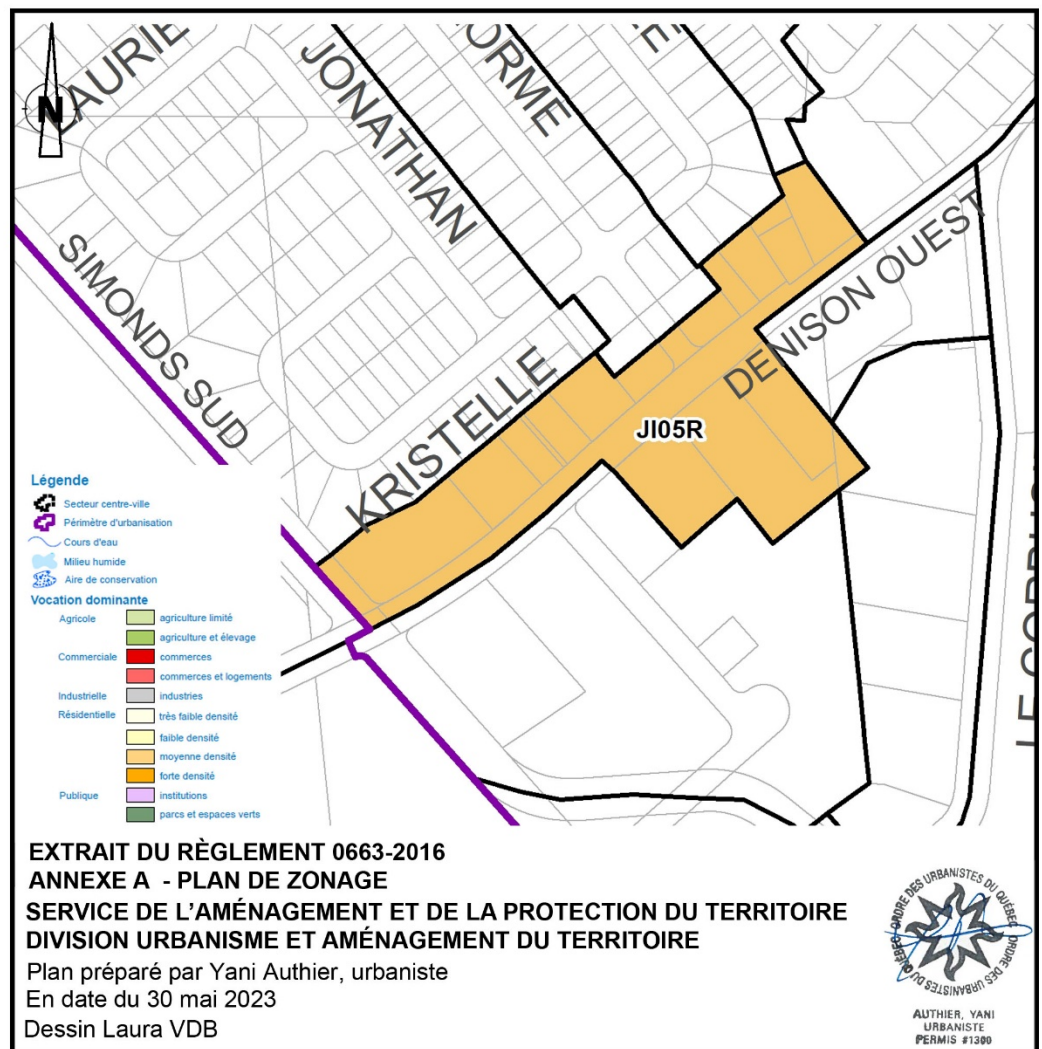 LAURIE
JONATHAN
ORME
N
SIMONDS SUD
KRISTELLE
DENISON OUEST
JI05R
Légende
Secteur centre-ville
Périmètre d'urbanisation
Cours d'eau
Milieu humide
Aire de conservation
Vocation dominante
Agricole
agriculture limité
agriculture et élevage
Commerciale
commerces
commerces et logements
Industrielle
industries
Résidentielle
très faible densité
faible densité
moyenne densité
forte densité
Publique
institutions
parcs et espaces verts
EXTRAIT DU RÈGLEMENT 0663-2016
ANNEXE A - PLAN DE ZONAGE
SERVICE DE L'AMÉNAGEMENT ET DE LA PROTECTION DU TERRITOIRE
DIVISION URBANISME ET AMÉNAGEMENT DU TERRITOIRE
Plan préparé par Yani Authier, urbaniste
En date du 30 mai 2023
Dessin Laura VDB
ORDRE DES URBANISTES DU QUÉBEC
ORDRE DES URBANISTES DU QUÉBEC
AUTHIER, YANI
URBANISTE
PERMIS #1300